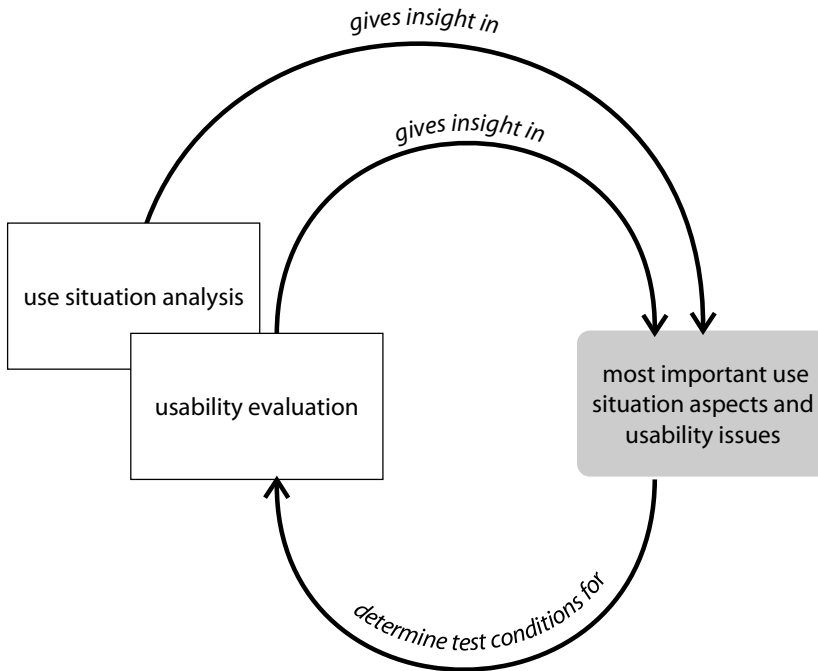 gives insight in
gives insight in
use situation analysis
usability evaluation
most important use
situation aspects and
usability issues
determine test conditions for